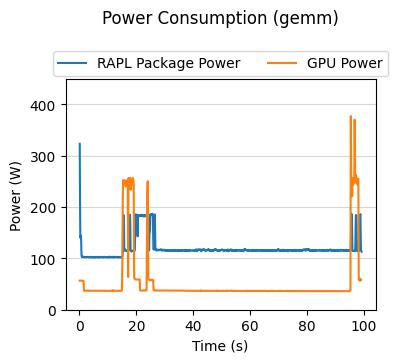 Power Consumption (gemm)
RAPL Package Power GPU Power
400
300
200
100
0
Power (W)
0 20 40 60 80 100
Time (s)